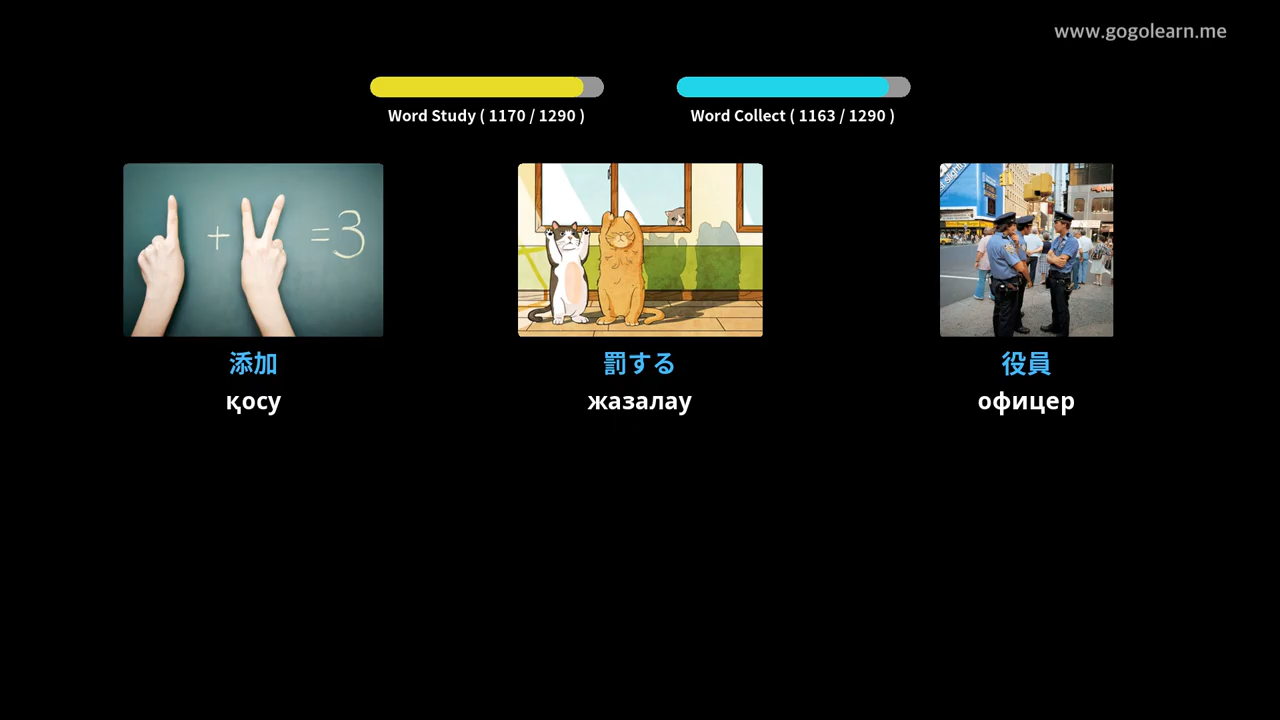 www.gogolearn.me
Word Study ( 1170 / 1290 )
Word Collect ( 1163 / 1290 )
+ =3
添加
罰する
役員
қосу
жазалау
офицер